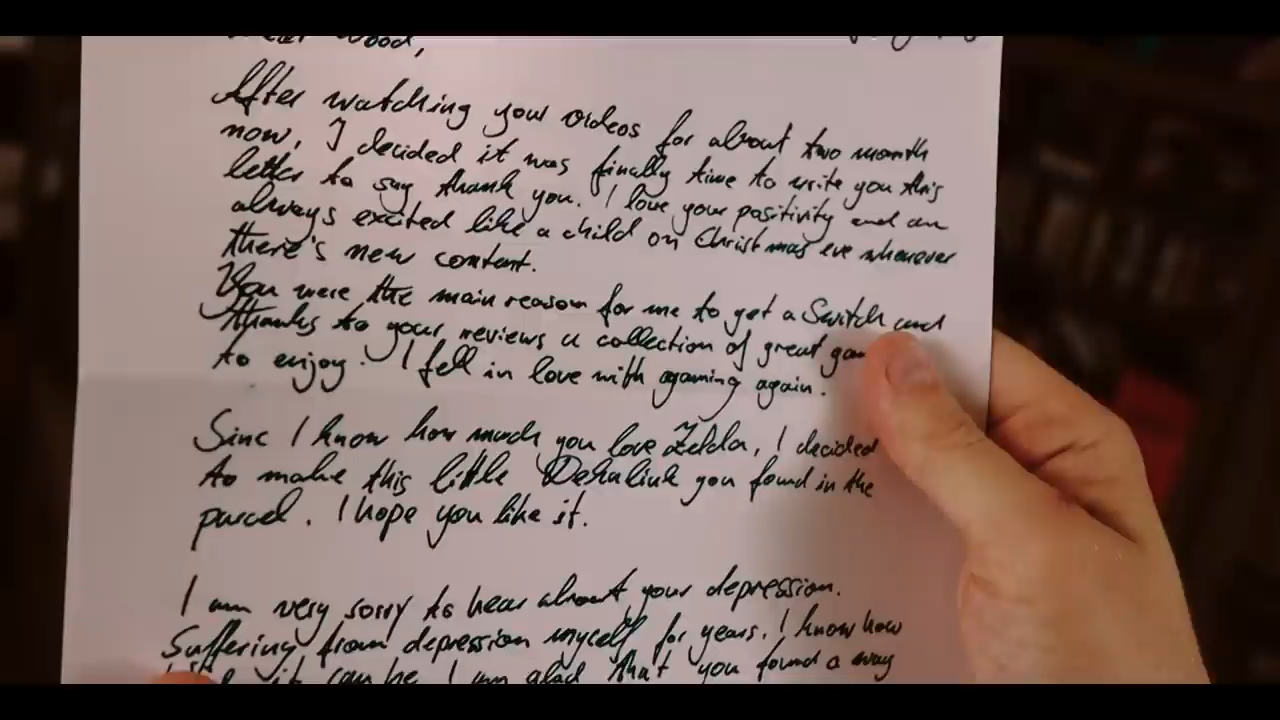 Wood,
After watching your videos for about two month
now, I decided it was finally time to write you this
letter to say thank you. I love your positivity and am
always excited like a child on Christmas eve whenever
there's new content.
You were the main reason for me to get a Switch and
thanks to your reviews a collection of great
to enjoy. I fell in love with gaming again.
Sinc I know how much you love Zelda, I decided
to make this little Dekulink you found in the
parcel. I hope you like it.
I am very sorry to hear about your depression.
Suffering from depression myself for years, I know how
it can be. I am glad that you found a way